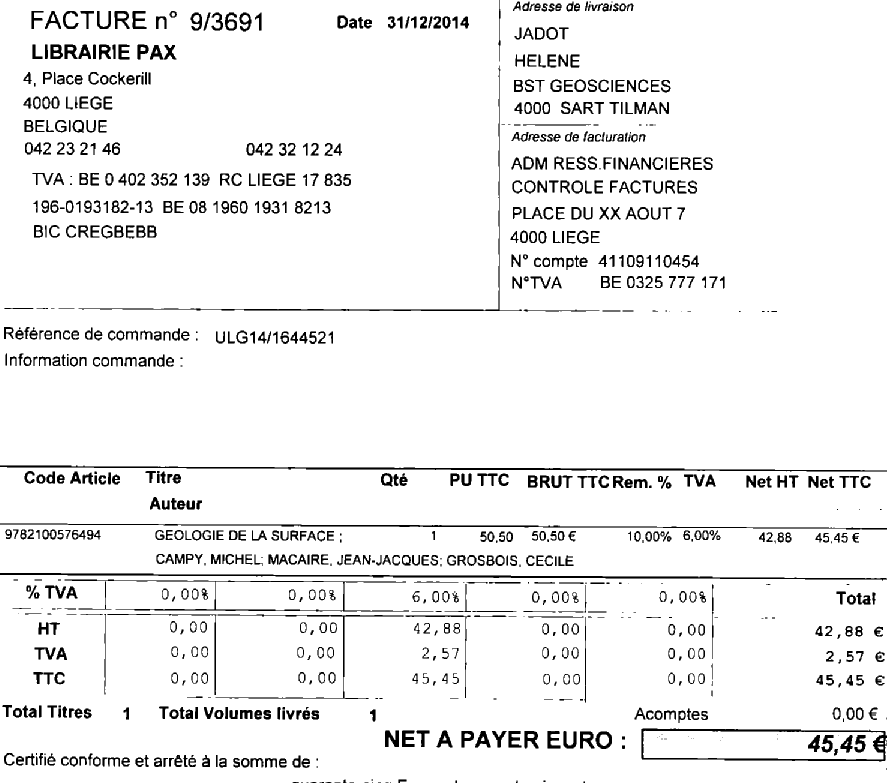 FACTURE n° 9/3691 Date 31/12/2014
LIBRAIRIE PAX
4, Place Cockerill
4000 LIEGE
BELGIQUE
042 23 21 46 042 32 12 24
TVA : BE 0 402 352 139 RC LIEGE 17 835
196-0193182-13 BE 08 1960 1931 8213
BIC CREGBEBB
Adresse de livraison
JADOT
HELENE
BST GEOSCIENCES
4000 SART TILMAN
Adresse de facturation
ADM RESS.FINANCIERES
CONTROLE FACTURES
PLACE DU XX AOUT 7
4000 LIEGE
N° compte 41109110454
N°TVA BE 0325 777 171
Référence de commande : ULG14/1644521
Information commande :
Code Article Titre Qté PU TTC BRUT TTC Rem. % TVA Net HT Net TTC
Auteur
9782100576494 GEOLOGIE DE LA SURFACE ; 1 50,50 50,50 € 10,00% 6,00% 42,88 45,45 €
CAMPY, MICHEL; MACAIRE, JEAN-JACQUES; GROSBOIS, CECILE
% TVA 0,00% 0,00% 6,00% 0,00% 0,00% Total
HT 0,00 0,00 42,88 0,00 0,00 42,88 €
TVA 0,00 0,00 2,57 0,00 0,00 2,57 €
TTC 0,00 0,00 45,45 0,00 0,00 45,45 €
Total Titres 1 Total Volumes livrés 1 Acomptes 0,00 €
NET A PAYER EURO : 45,45 €
Certifié conforme et arrêté à la somme de :